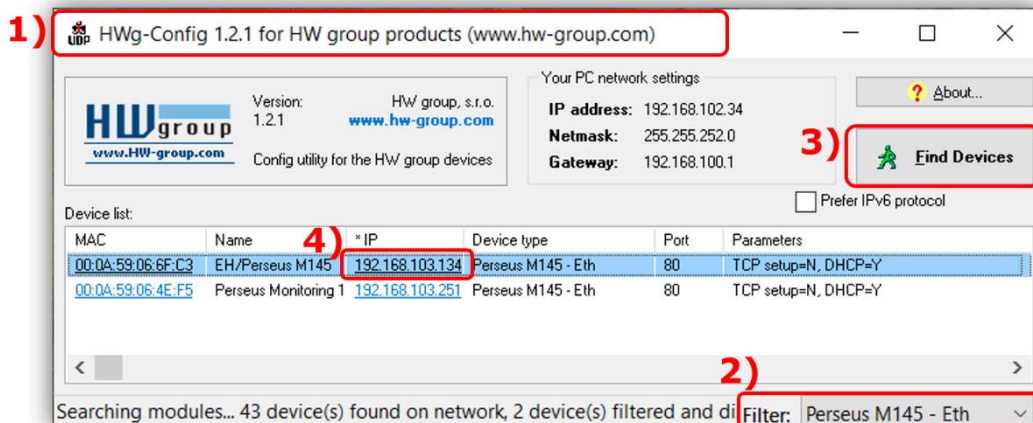 1)
UDP
HWg-Config 1.2.1 for HW group products (www.hw-group.com)
HW group
www.HW-group.com
Version:
1.2.1
HW group, s.r.o.
www.hw-group.com
Config utility for the HW group devices
Your PC network settings
IP address: 192.168.102.34
Netmask: 255.255.252.0
Gateway: 192.168.100.1
? About...
3)
Find Devices
Prefer IPv6 protocol
Device list:
4)
MAC Name * IP Device type Port Parameters
00:0A:59:06:6F:C3 EH/Perseus M145 192.168.103.134 Perseus M145 - Eth 80 TCP setup=N, DHCP=Y
00:0A:59:06:4E:F5 Perseus Monitoring 1 192.168.103.251 Perseus M145 - Eth 80 TCP setup=N, DHCP=Y
2)
Searching modules... 43 device(s) found on network, 2 device(s) filtered and di
Filter: Perseus M145 - Eth